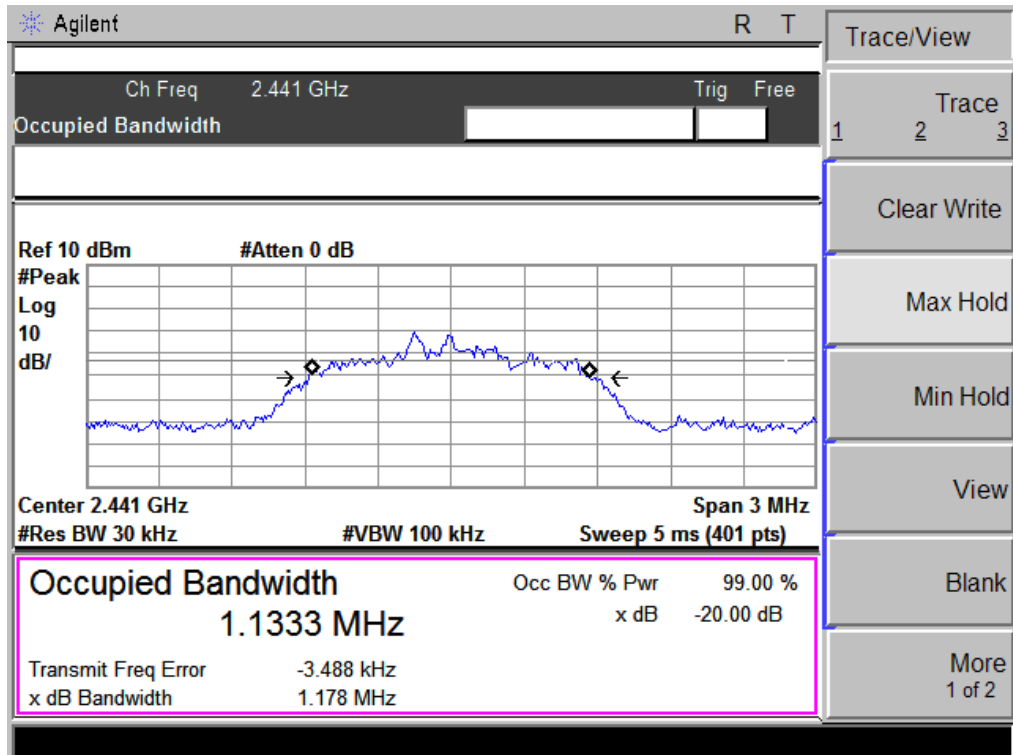 Agilent R T
Ch Freq 2.441 GHz Trig Free
Occupied Bandwidth
Ref 10 dBm #Atten 0 dB
#Peak
Log
10
dB/
Center 2.441 GHz Span 3 MHz
#Res BW 30 kHz #VBW 100 kHz Sweep 5 ms (401 pts)
Occupied Bandwidth
1.1333 MHz
Occ BW % Pwr 99.00 %
x dB -20.00 dB
Transmit Freq Error -3.488 kHz
x dB Bandwidth 1.178 MHz
Trace/View
Trace
1 2 3
Clear Write
Max Hold
Min Hold
View
Blank
More
1 of 2